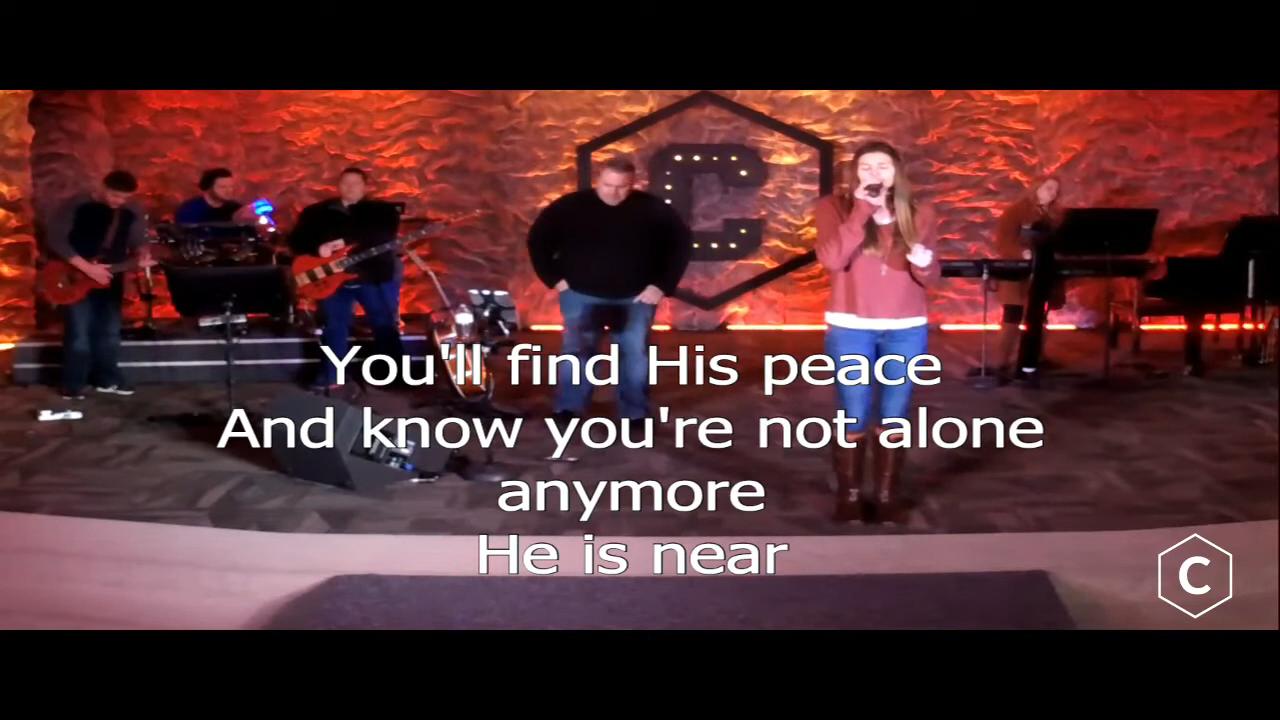 C
You'll find His peace
And know you're not alone
anymore
He is near
C